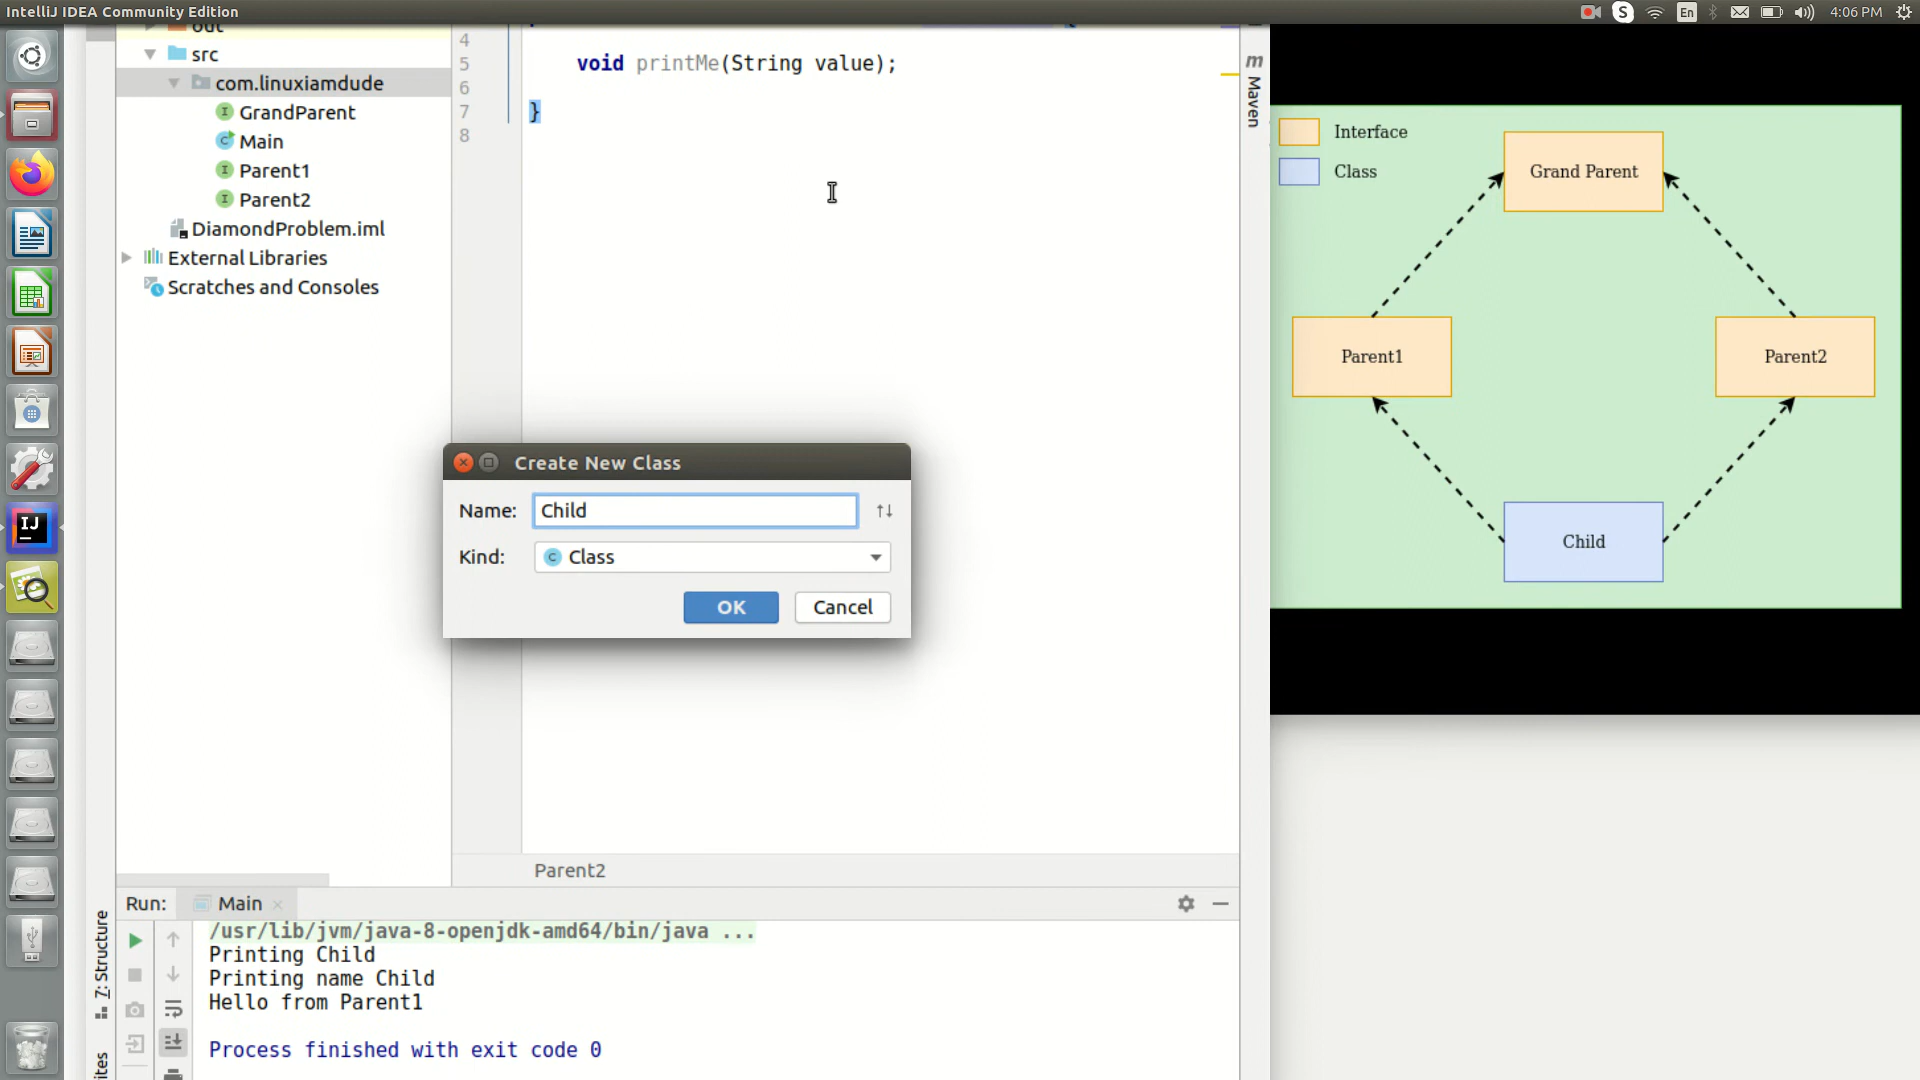 IntelliJ IDEA Community Edition
S
En
4:06 PM
out
src
com.linuxiamdude
I GrandParent
C Main
I Parent1
I Parent2
DiamondProblem.iml
External Libraries
Scratches and Consoles
4
5 void printMe(String value);
6
7 }
8
m Maven
Interface
Class
Grand Parent
Parent1
Parent2
Child
Create New Class
Name: Child
Kind: C Class
OK Cancel
IJ
Parent2
Run: Main
7: Structure
/usr/lib/jvm/java-8-openjdk-amd64/bin/java ...
Printing Child
Printing name Child
Hello from Parent1
Process finished with exit code 0